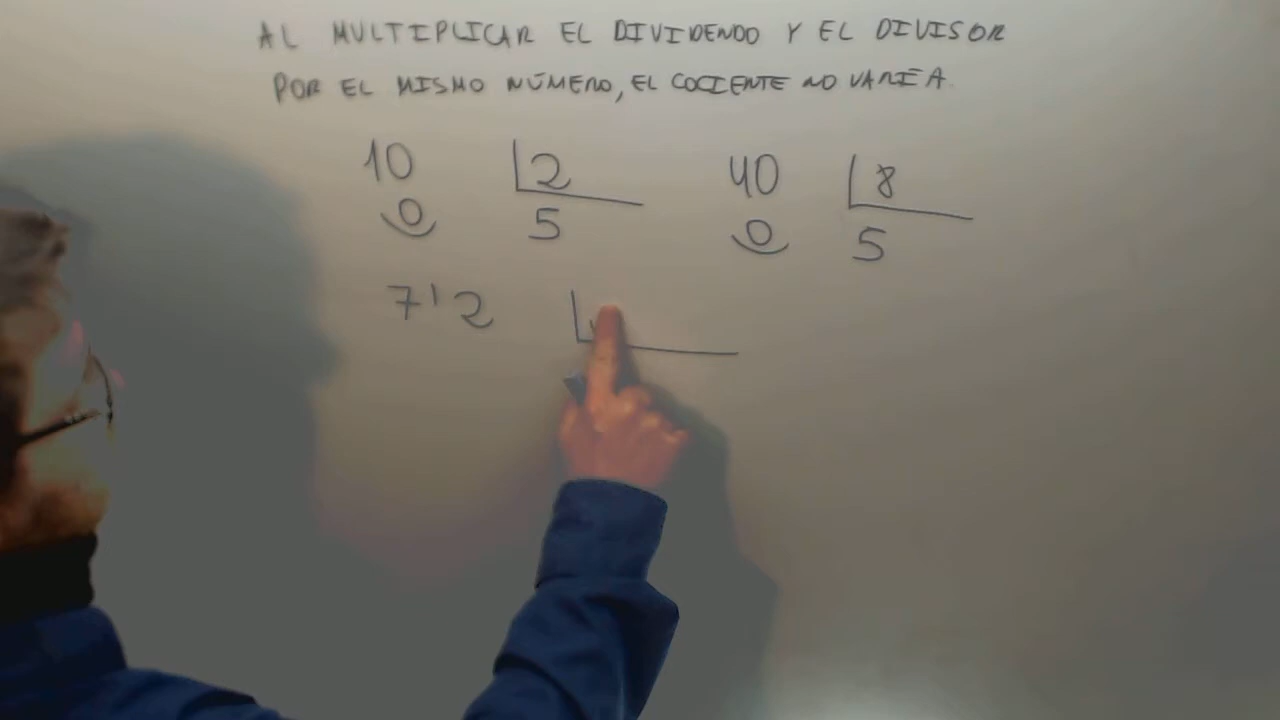 AL MULTIPLICAR EL DIVIDENDO Y EL DIVISOR
POR EL MISMO NÚMERO, EL COCIENTE NO VARÍA.
10 2 40 8
0 5 0 5
7'2